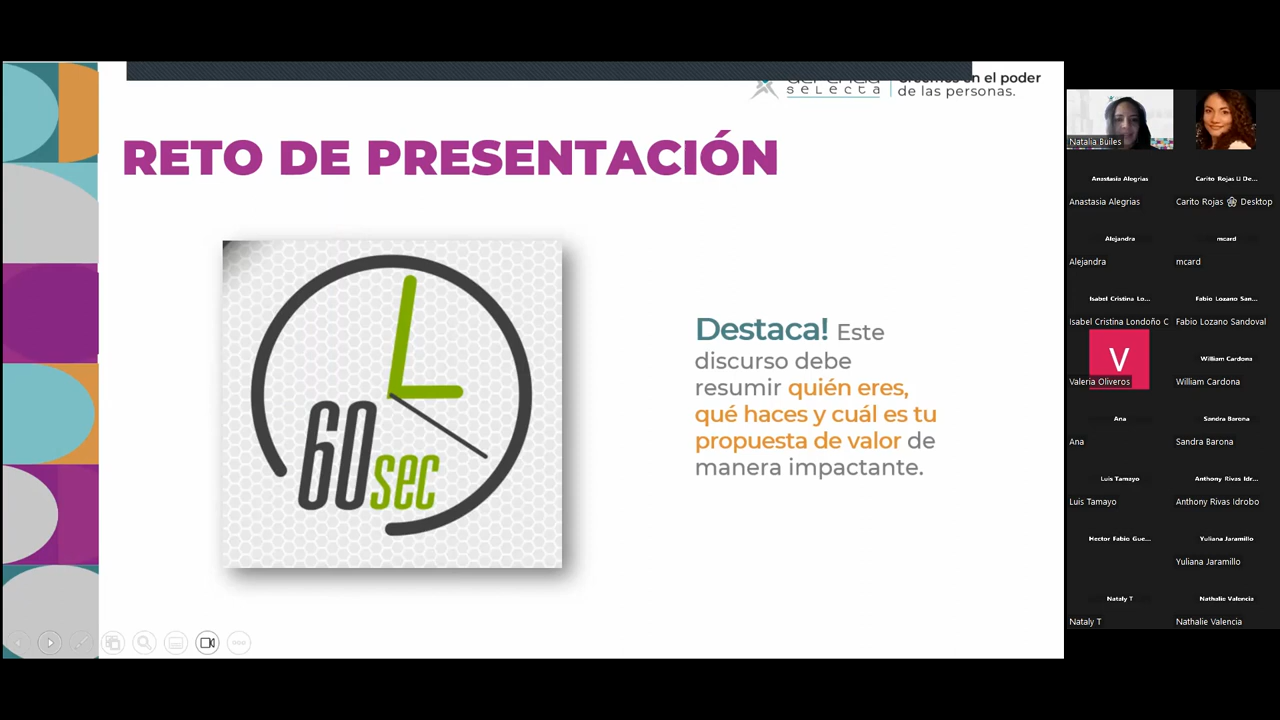 selecta
en el poder
de las personas.
RETO DE PRESENTACIÓN
60sec
Destaca! Este
discurso debe
resumir quién eres,
qué haces y cuál es tu
propuesta de valor de
manera impactante.
Natalia Builes
Anastasia Alegrias
Carito Rojas LI De...
Anastasia Alegrias
Carito Rojas Desktop
Alejandra
mcard
Alejandra
mcard
Isabel Cristina Lo...
Fabio Lozano San...
Isabel Cristina Londoño C
Fabio Lozano Sandoval
V
William Cardona
Valeria Oliveros
William Cardona
Ana
Sandra Barona
Ana
Sandra Barona
Luis Tamayo
Anthony Rivas Idr...
Luis Tamayo
Anthony Rivas Idrobo
Hector Fabio Gue...
Yuliana Jaramillo
Yuliana Jaramillo
Nataly T
Nathalie Valencia
Nataly T
Nathalie Valencia